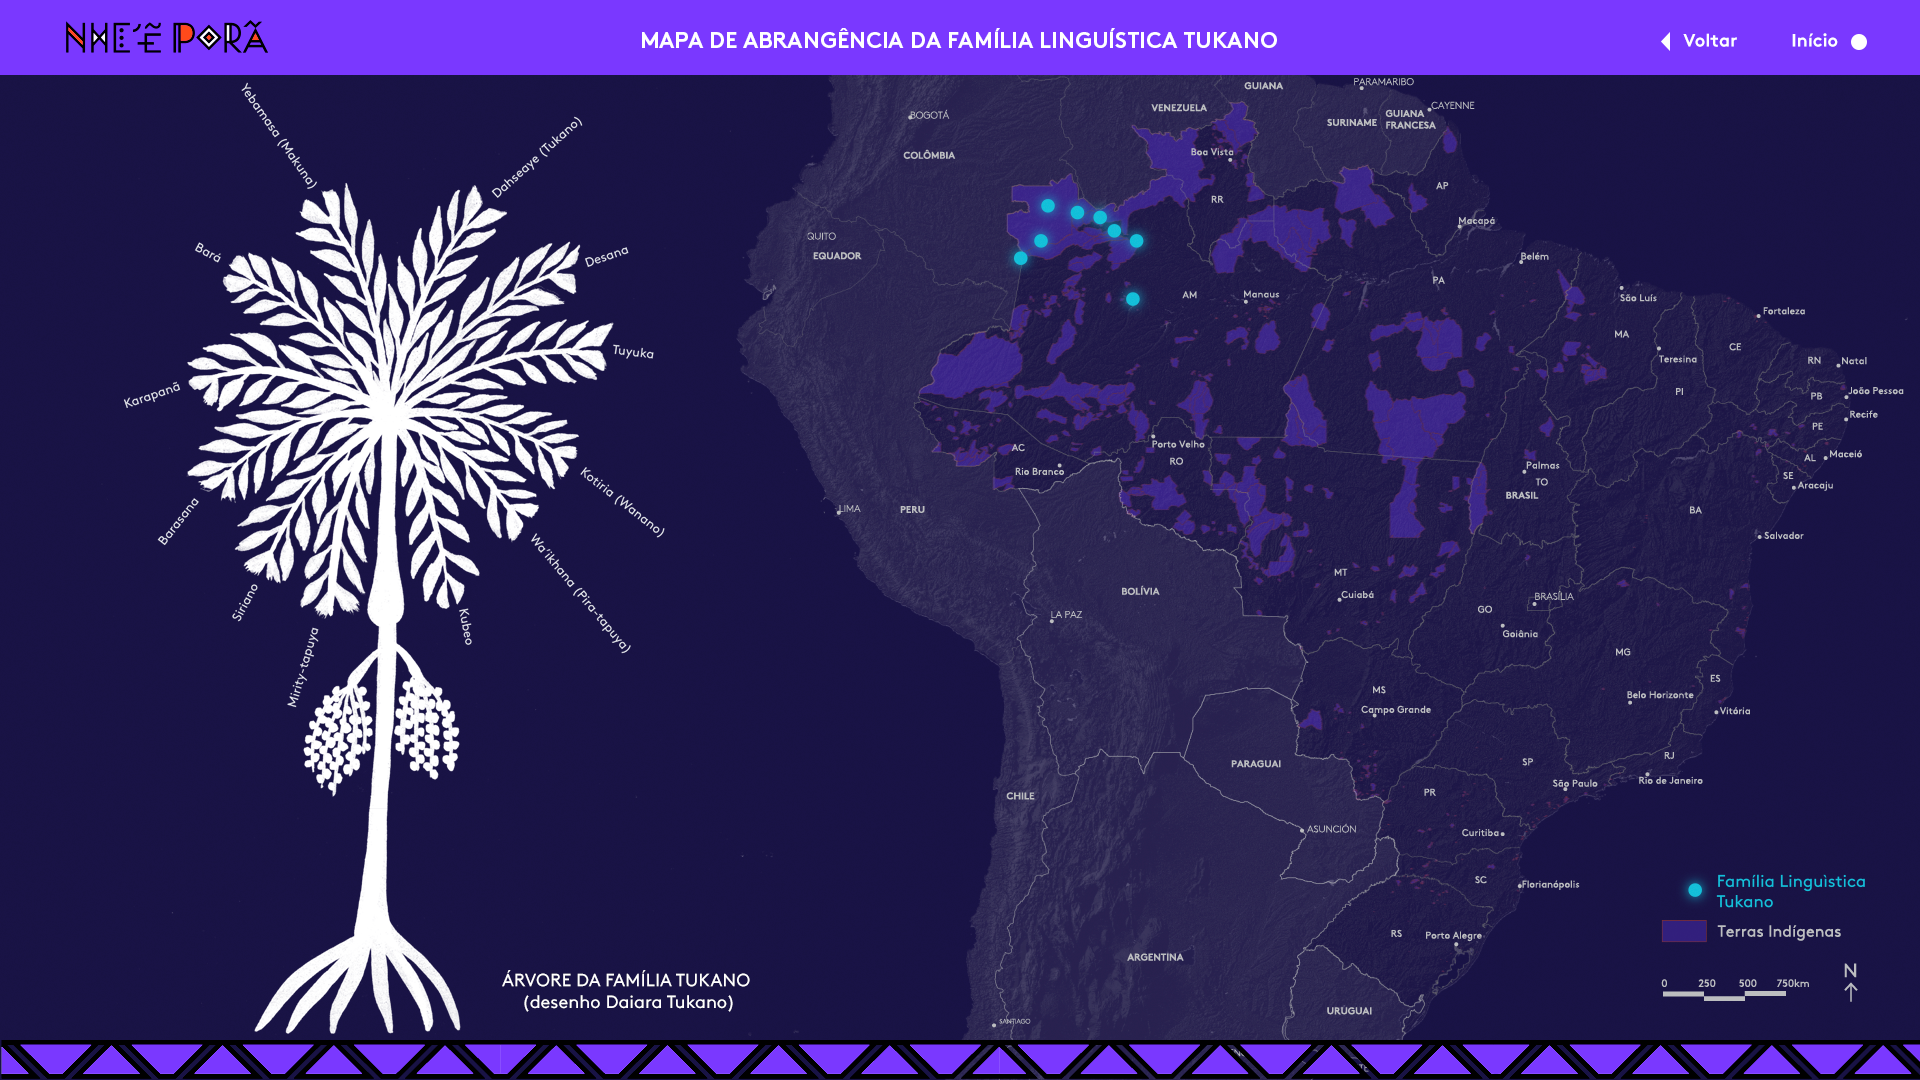 NHE'Ẽ PORÃ
MAPA DE ABRANGÊNCIA DA FAMÍLIA LINGUÍSTICA TUKANO
Voltar
Início
Yebamasa (Makuna)
Dahseaye (Tukano)
Bará
Desana
Karapanã
Tuyuka
Barasana
Kotiria (Wanano)
Siriano
Wa'ikhana (Pira-tapuya)
Mirity-tapuya
Kubeo
ÁRVORE DA FAMÍLIA TUKANO
(desenho Daiara Tukano)
GUIANA
PARAMARIBO
VENEZUELA
CAYENNE
BOGOTÁ
SURINAME
GUIANA
FRANCESA
COLÔMBIA
Boa Vista
RR
AP
Macapá
QUITO
EQUADOR
Belém
PA
AM
Manaus
São Luís
Fortaleza
MA
CE
Teresina
RN
Natal
PI
João Pessoa
PB
Recife
PE
AC
Porto Velho
RO
Rio Branco
Palmas
TO
BRASIL
AL
Maceió
SE
Aracaju
LIMA
PERU
BA
Salvador
MT
Cuiabá
BOLÍVIA
BRASÍLIA
GO
Goiânia
LA PAZ
MG
MS
Campo Grande
Belo Horizonte
ES
Vitória
RJ
Rio de Janeiro
SP
São Paulo
PARAGUAI
PR
CHILE
ASUNCIÓN
Curitiba
SC
Florianópolis
RS
Porto Alegre
ARGENTINA
URUGUAI
SANTIAGO
Família Linguìstica
Tukano
Terras Indígenas
0 250 500 750km
N